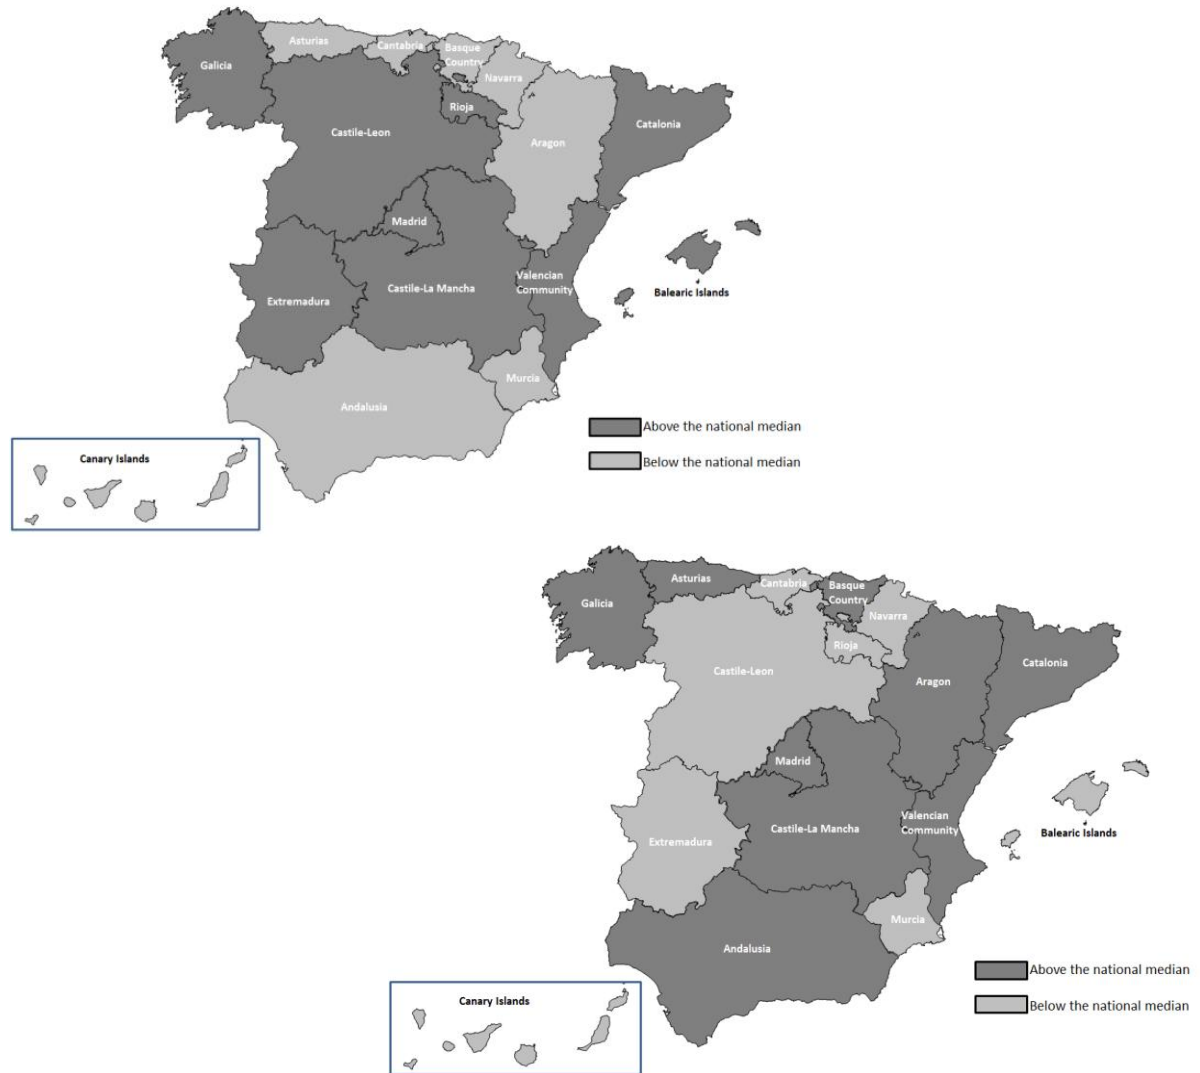 Asturias
Cantabria
Basque
Country
Galicia
Navarra
Rioja
Catalonia
Castile-Leon
Aragon
Madrid
Valencian
Community
Castile-La Mancha
Balearic Islands
Extremadura
Murcia
Andalusia
Above the national median
Canary Islands
Below the national median
Asturias
Cantabria
Basque
Country
Galicia
Navarra
Rioja
Catalonia
Castile-Leon
Aragon
Madrid
Valencian
Community
Castile-La Mancha
Balearic Islands
Extremadura
Murcia
Andalusia
Above the national median
Canary Islands
Below the national median